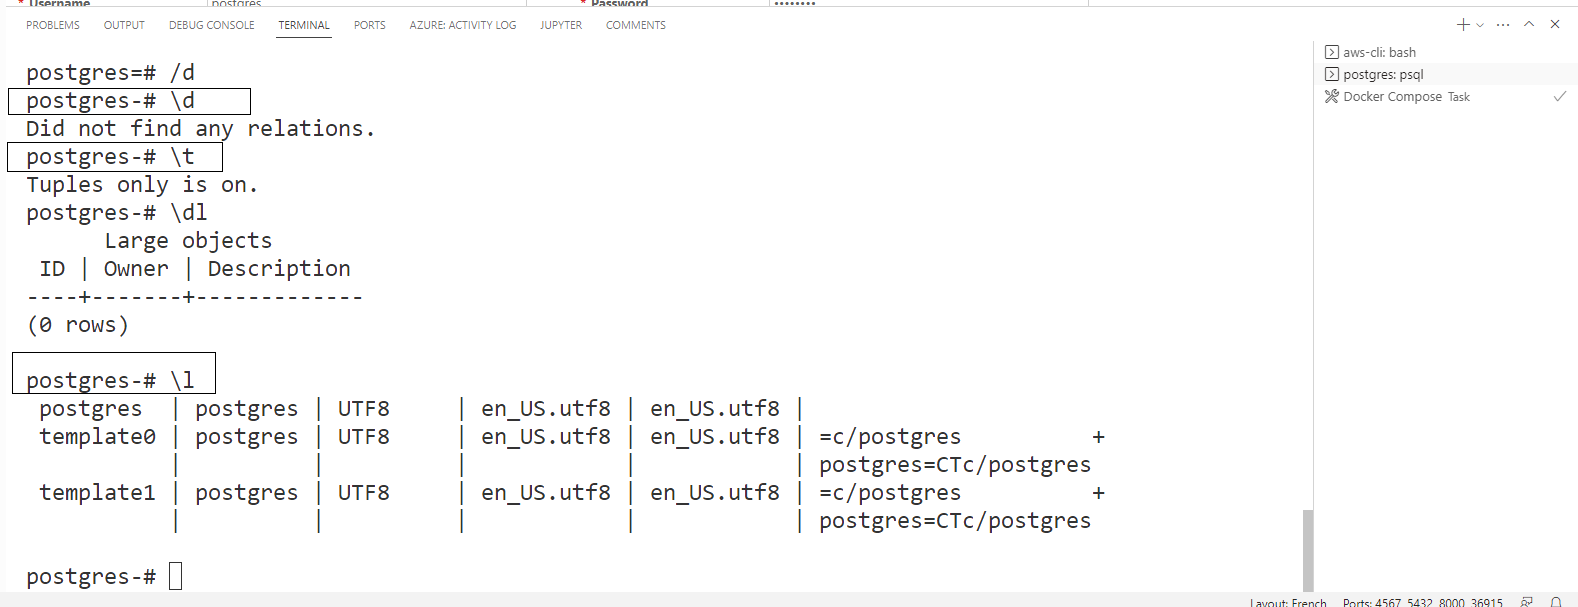 * Username postgres * Password ••••••••
PROBLEMS OUTPUT DEBUG CONSOLE TERMINAL PORTS AZURE: ACTIVITY LOG JUPYTER COMMENTS
postgres=# /d
postgres-# \d
Did not find any relations.
postgres-# \t
Tuples only is on.
postgres-# \dl
      Large objects
 ID | Owner | Description
----+-------+-------------
(0 rows)
postgres-# \l
 postgres  | postgres | UTF8     | en_US.utf8 | en_US.utf8 |
 template0 | postgres | UTF8     | en_US.utf8 | en_US.utf8 | =c/postgres          +
           |          |          |            |            | postgres=CTc/postgres
 template1 | postgres | UTF8     | en_US.utf8 | en_US.utf8 | =c/postgres          +
           |          |          |            |            | postgres=CTc/postgres
postgres-#
aws-cli: bash
postgres: psql
Docker Compose Task
Layout: French Ports: 4567, 5432, 8000, 36915